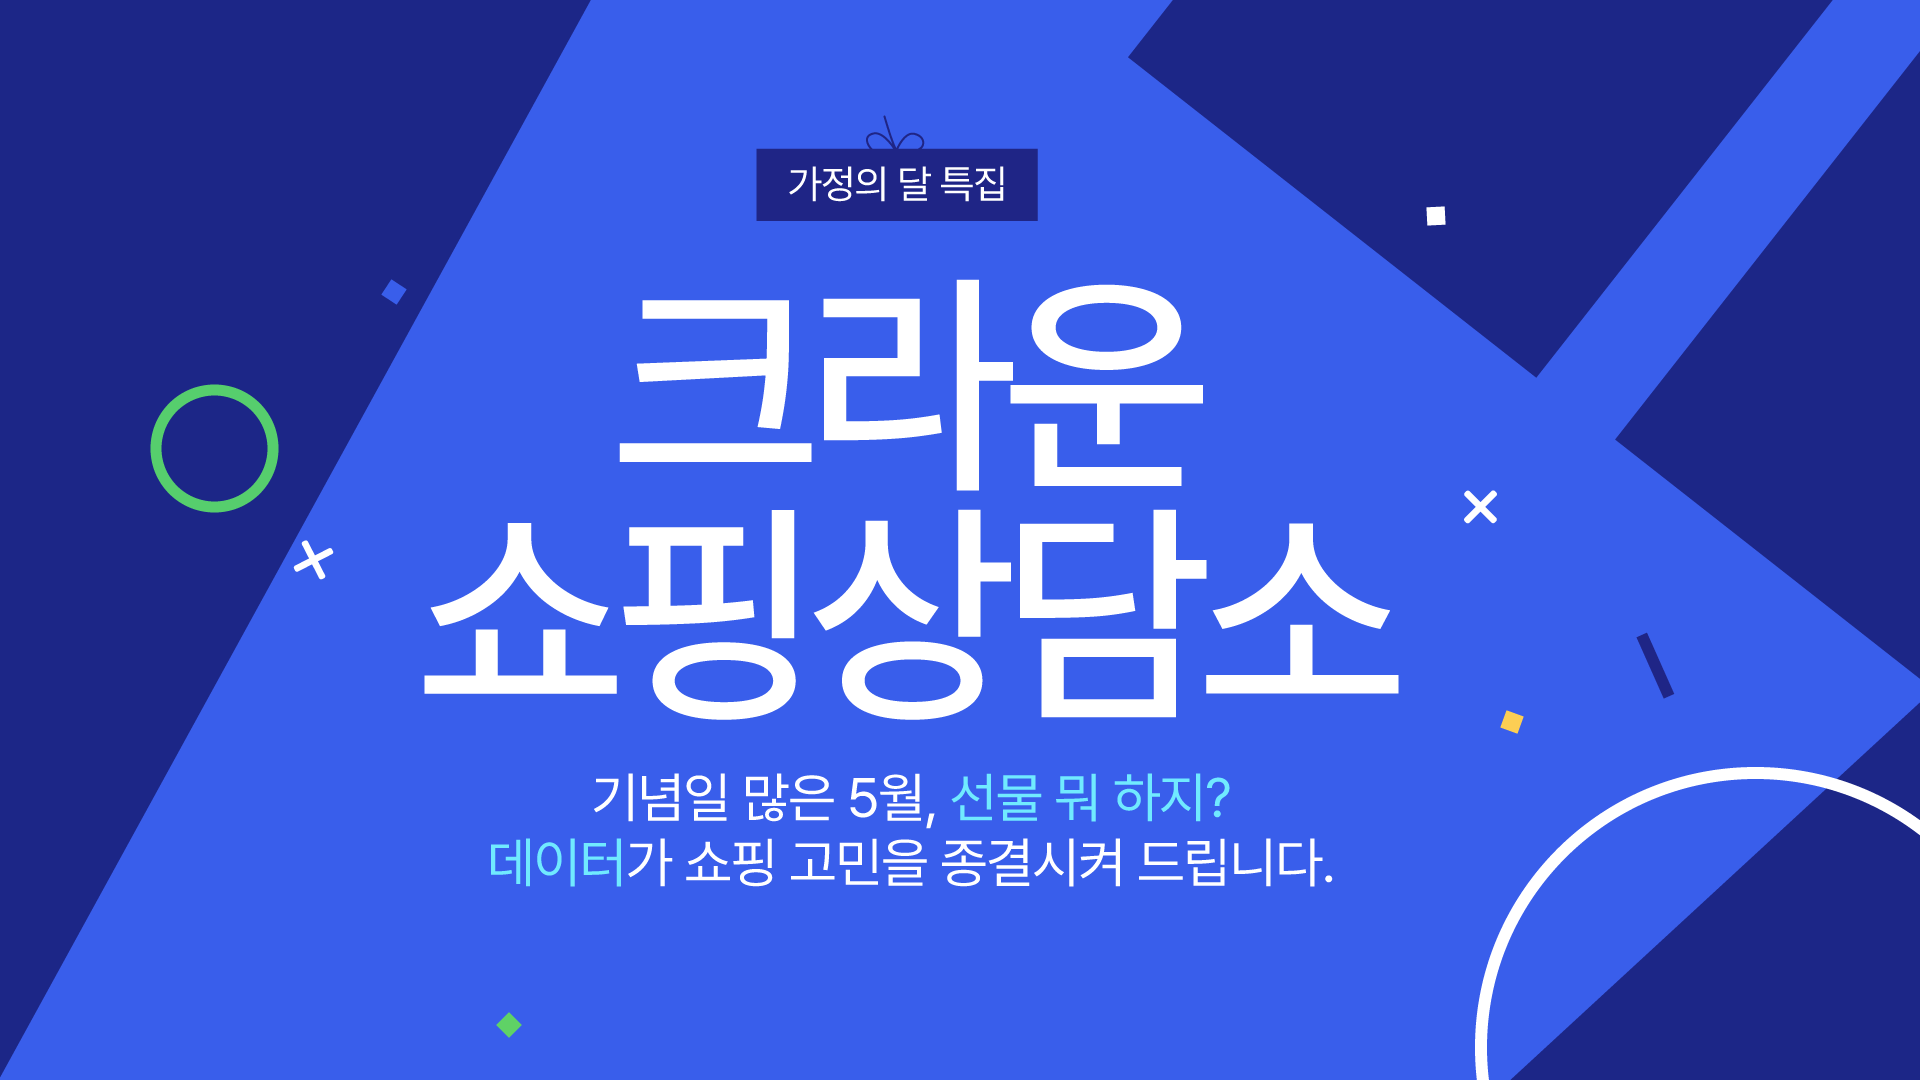 가정의 달 특집
크라운
쇼핑상담소
기념일 많은 5월, 선물 뭐 하지?
데이터가 쇼핑 고민을 종결시켜 드립니다.